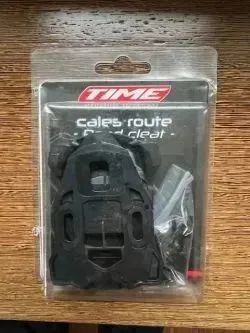 TIME
cales route
- Road cleat -